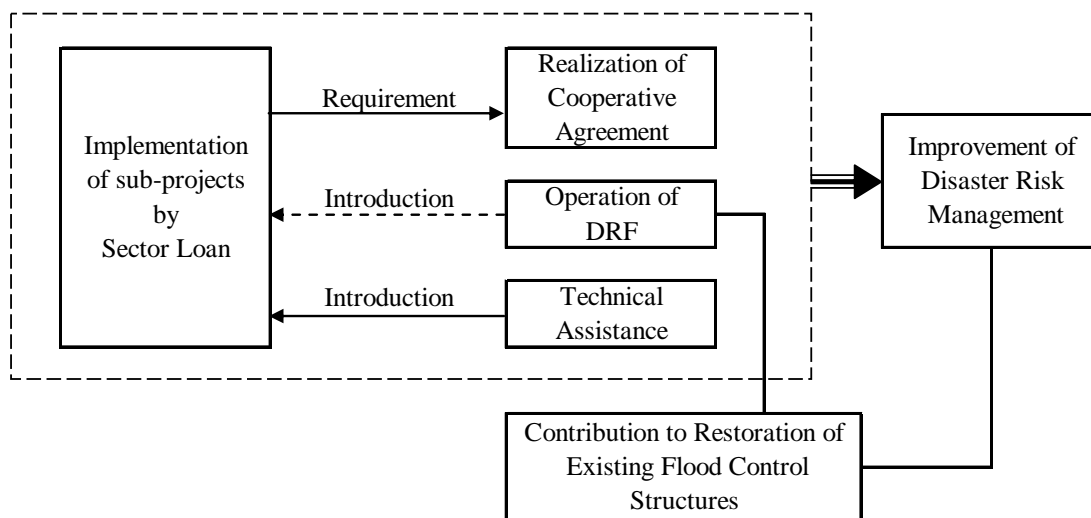 Implementation
of sub-projects
by
Sector Loan
Requirement
Realization of
Cooperative
Agreement
Introduction
Operation of
DRF
Introduction
Technical
Assistance
Improvement of
Disaster Risk
Management
Contribution to Restoration of
Existing Flood Control
Structures